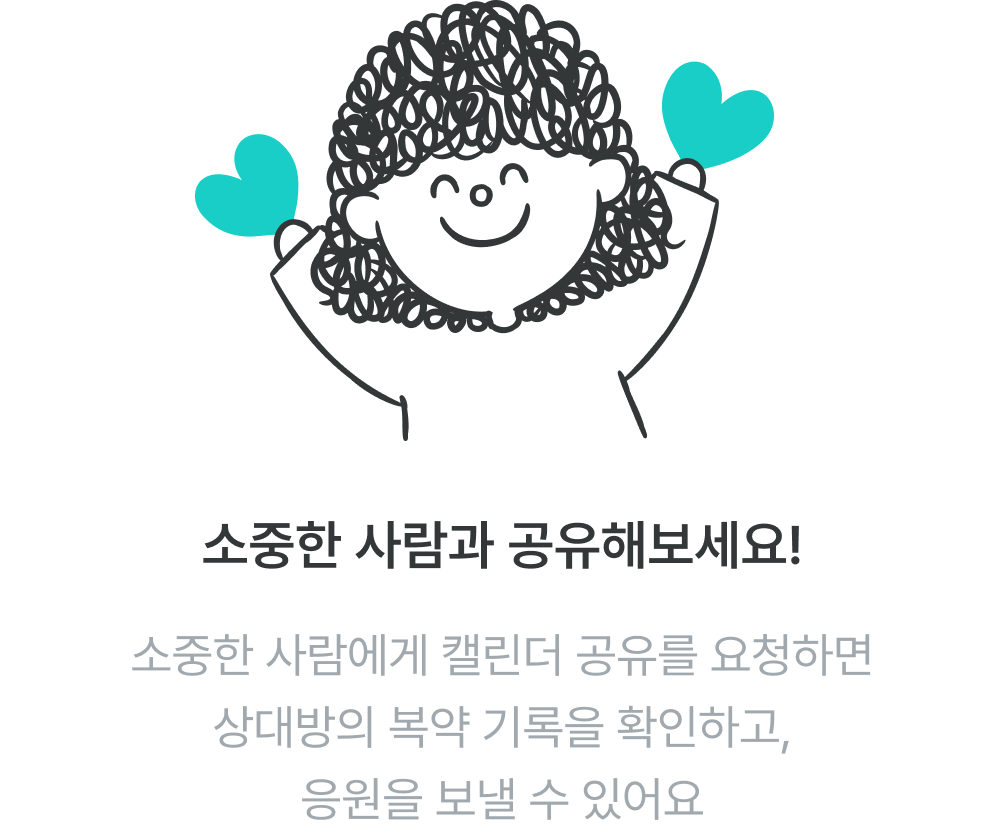 소중한 사람과 공유해보세요!
소중한 사람에게 캘린더 공유를 요청하면
상대방의 복약 기록을 확인하고,
응원을 보낼 수 있어요